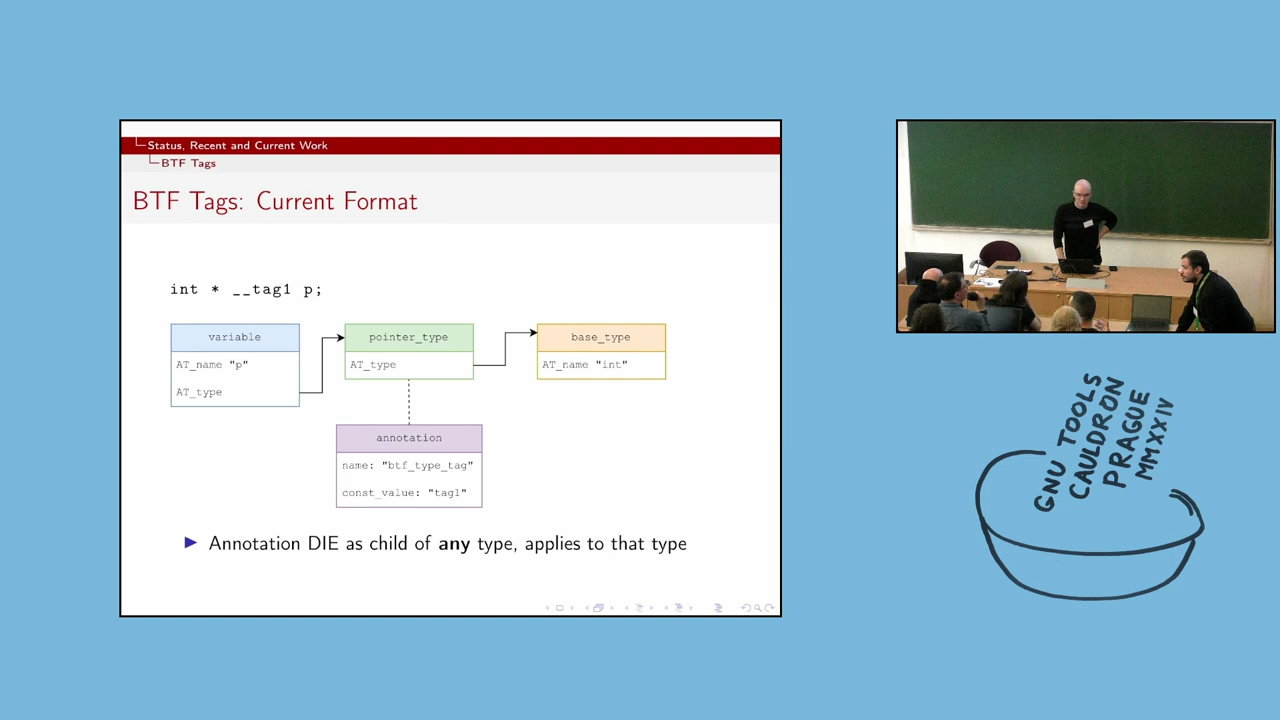 Status, Recent and Current Work
BTF Tags
BTF Tags: Current Format
int * __tag1 p;
variable
AT_name "p"
AT_type
pointer_type
AT_type
base_type
AT_name "int"
annotation
name: "btf_type_tag"
const_value: "tag1"
Annotation DIE as child of any type, applies to that type
GNU TOOLS
CAULDRON
PRAGUE
MMXXIV